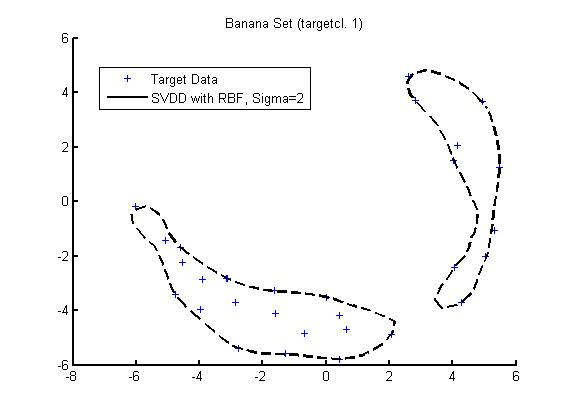 Banana Set (targetcl. 1)
Target Data
SVDD with RBF, Sigma=2
6
4
2
0
-2
-4
-6
-8 -6 -4 -2 0 2 4 6